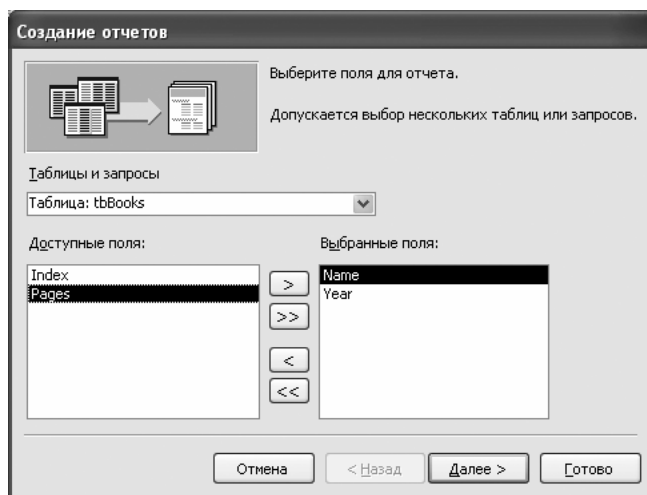 Создание отчетов
Выберите поля для отчета.
Допускается выбор нескольких таблиц или запросов.
Таблицы и запросы
Таблица: tbBooks
Доступные поля:
Выбранные поля:
Index
Pages
>
>>
<
<<
Name
Year
Отмена
< Назад
Далее >
Готово